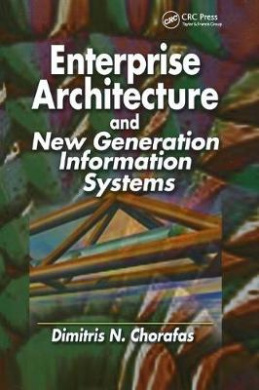 CRC Press
Taylor & Francis Group
Enterprise
Architecture
and
New Generation
Information
Systems
Dimitris N. Chorafas